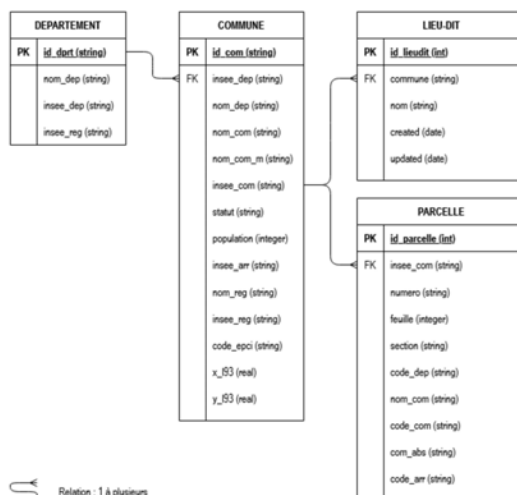 DEPARTEMENT
PK id_dprt (string)
nom_dep (string)
insee_dep (string)
insee_reg (string)
COMMUNE
PK id_com (string)
FK insee_dep (string)
nom_dep (string)
nom_com (string)
nom_com_m (string)
insee_com (string)
statut (string)
population (integer)
insee_arr (string)
nom_reg (string)
insee_reg (string)
code_epci (string)
x_l93 (real)
y_l93 (real)
LIEU-DIT
PK id_lieudit (int)
FK commune (string)
nom (string)
created (date)
updated (date)
PARCELLE
PK id_parcelle (int)
FK insee_com (string)
numero (string)
feuille (integer)
section (string)
code_dep (string)
nom_com (string)
code_com (string)
com_abs (string)
code_arr (string)
Relation : 1 à plusieurs